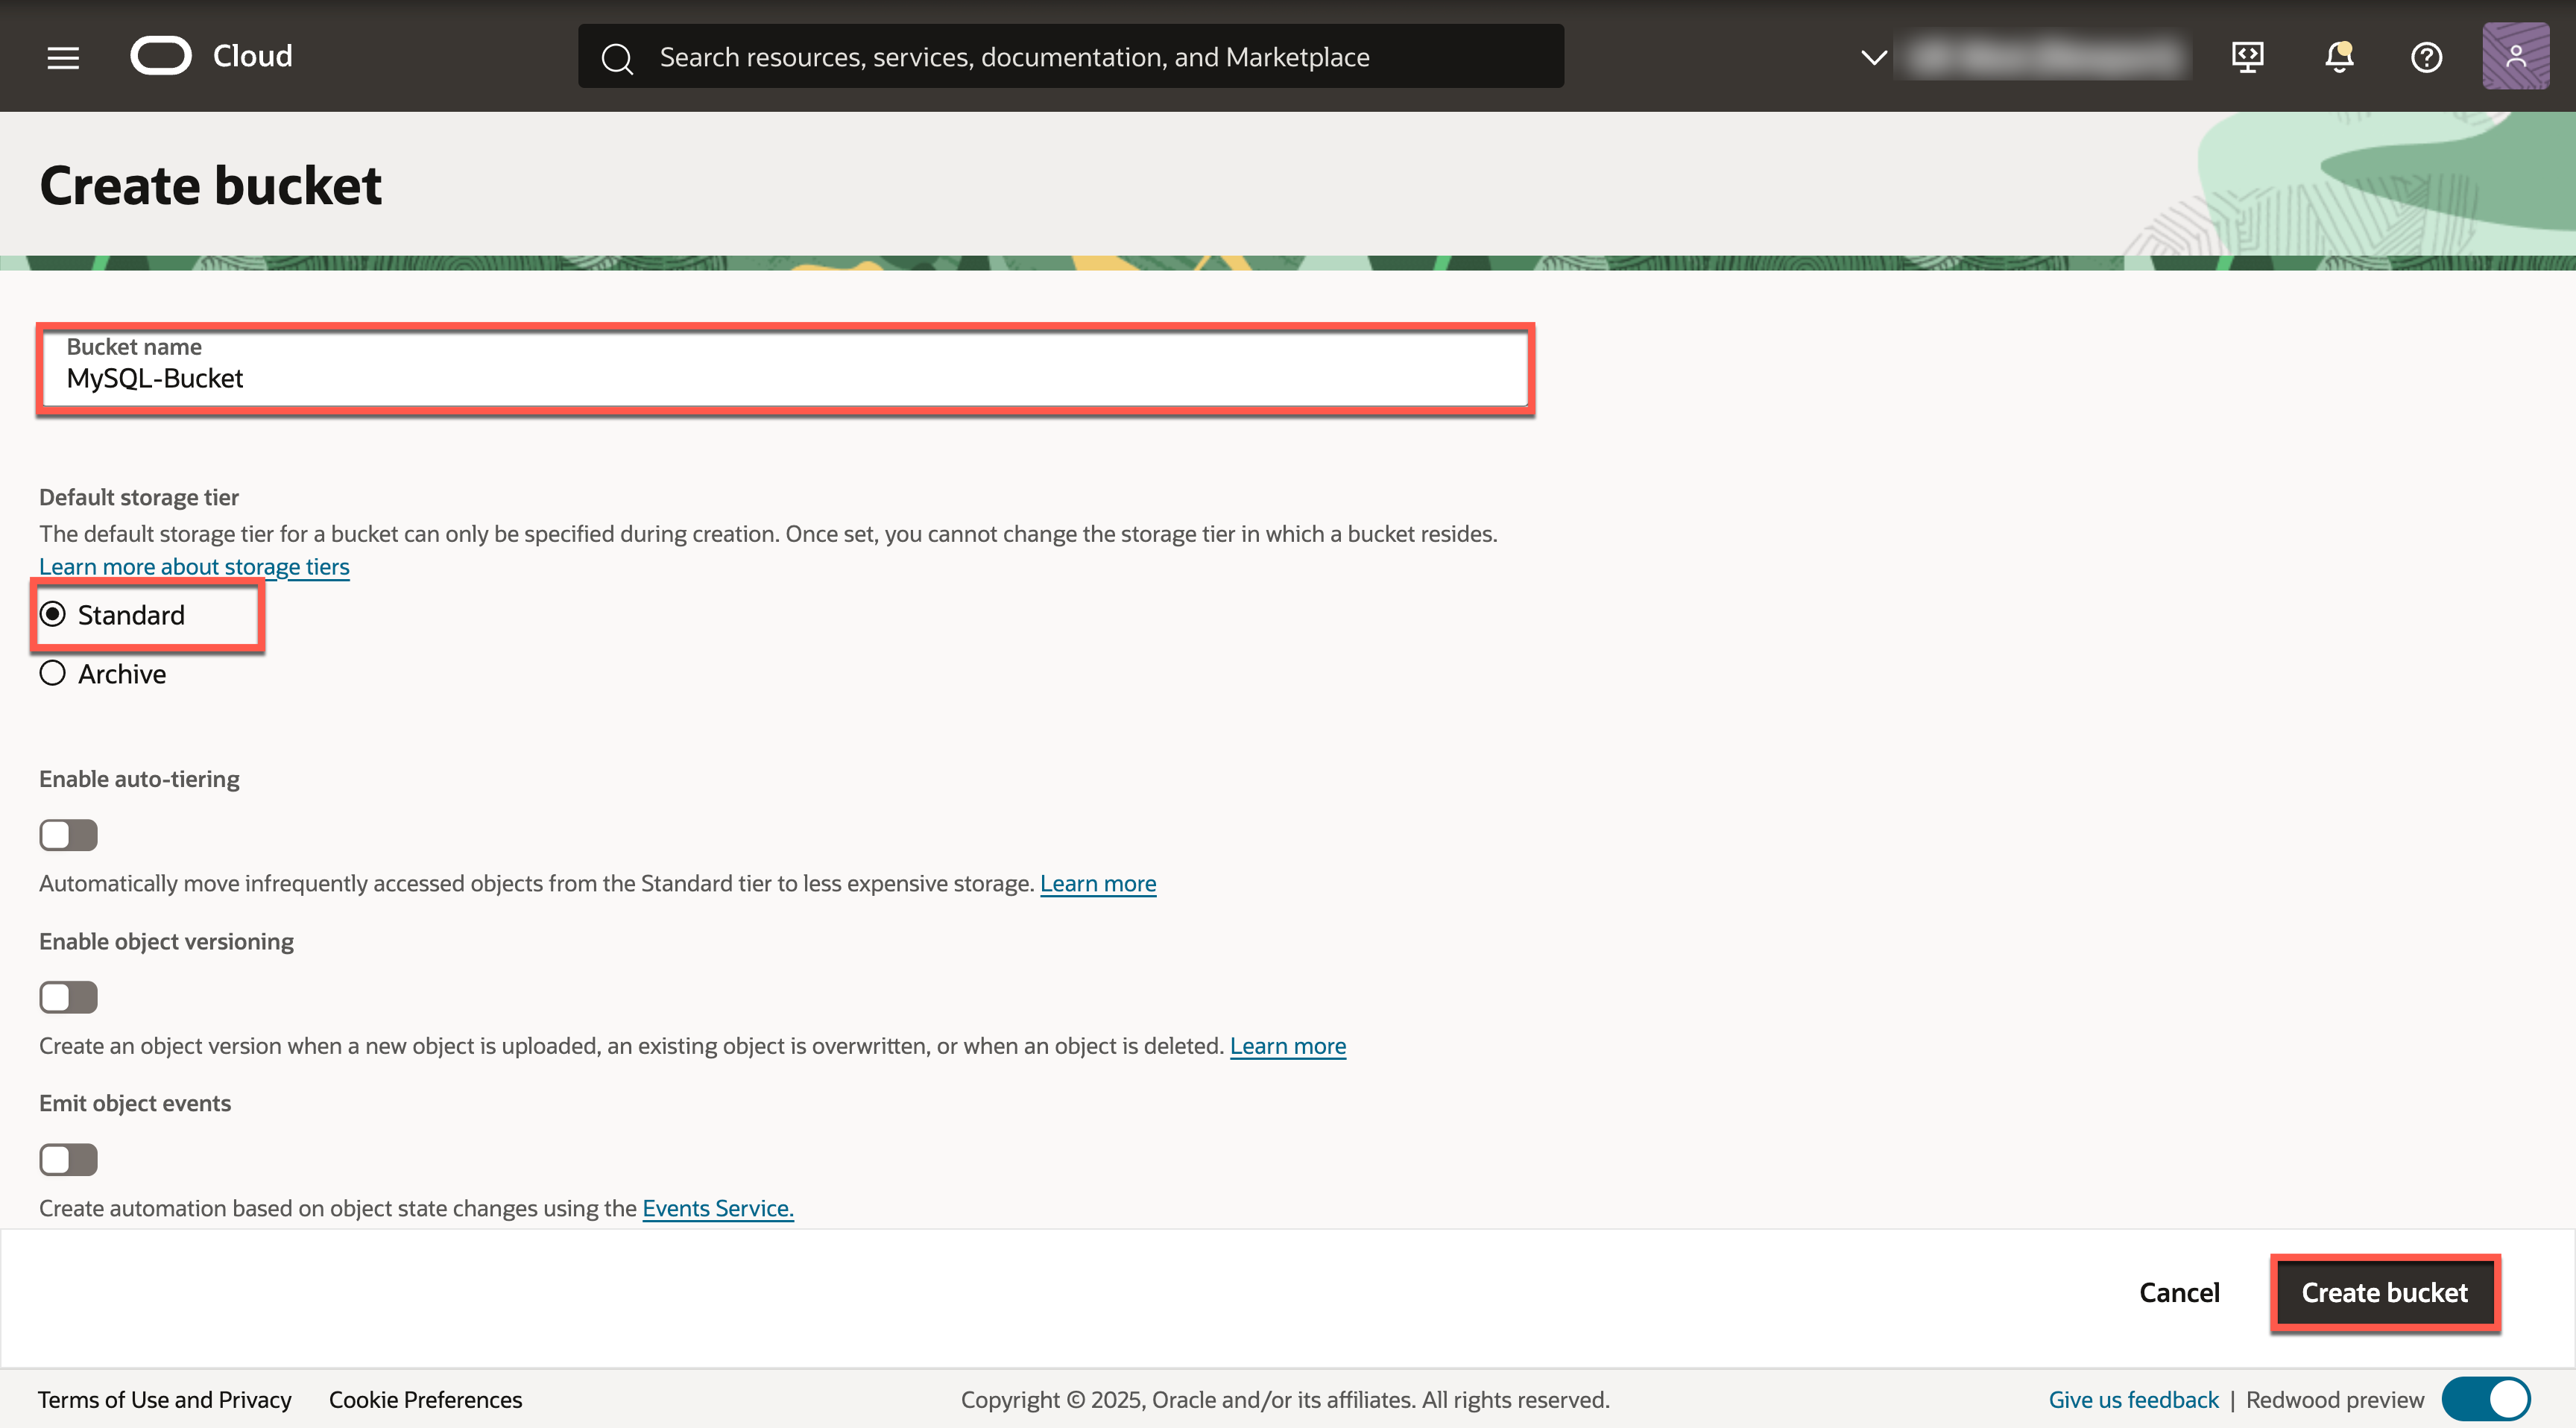 Cloud
Search resources, services, documentation, and Marketplace
Create bucket
Bucket name
MySQL-Bucket
Default storage tier
The default storage tier for a bucket can only be specified during creation. Once set, you cannot change the storage tier in which a bucket resides.
Learn more about storage tiers
Standard
Archive
Enable auto-tiering
Automatically move infrequently accessed objects from the Standard tier to less expensive storage. Learn more
Enable object versioning
Create an object version when a new object is uploaded, an existing object is overwritten, or when an object is deleted. Learn more
Emit object events
Create automation based on object state changes using the Events Service.
Cancel
Create bucket
Terms of Use and Privacy
Cookie Preferences
Copyright © 2025, Oracle and/or its affiliates. All rights reserved.
Give us feedback | Redwood preview